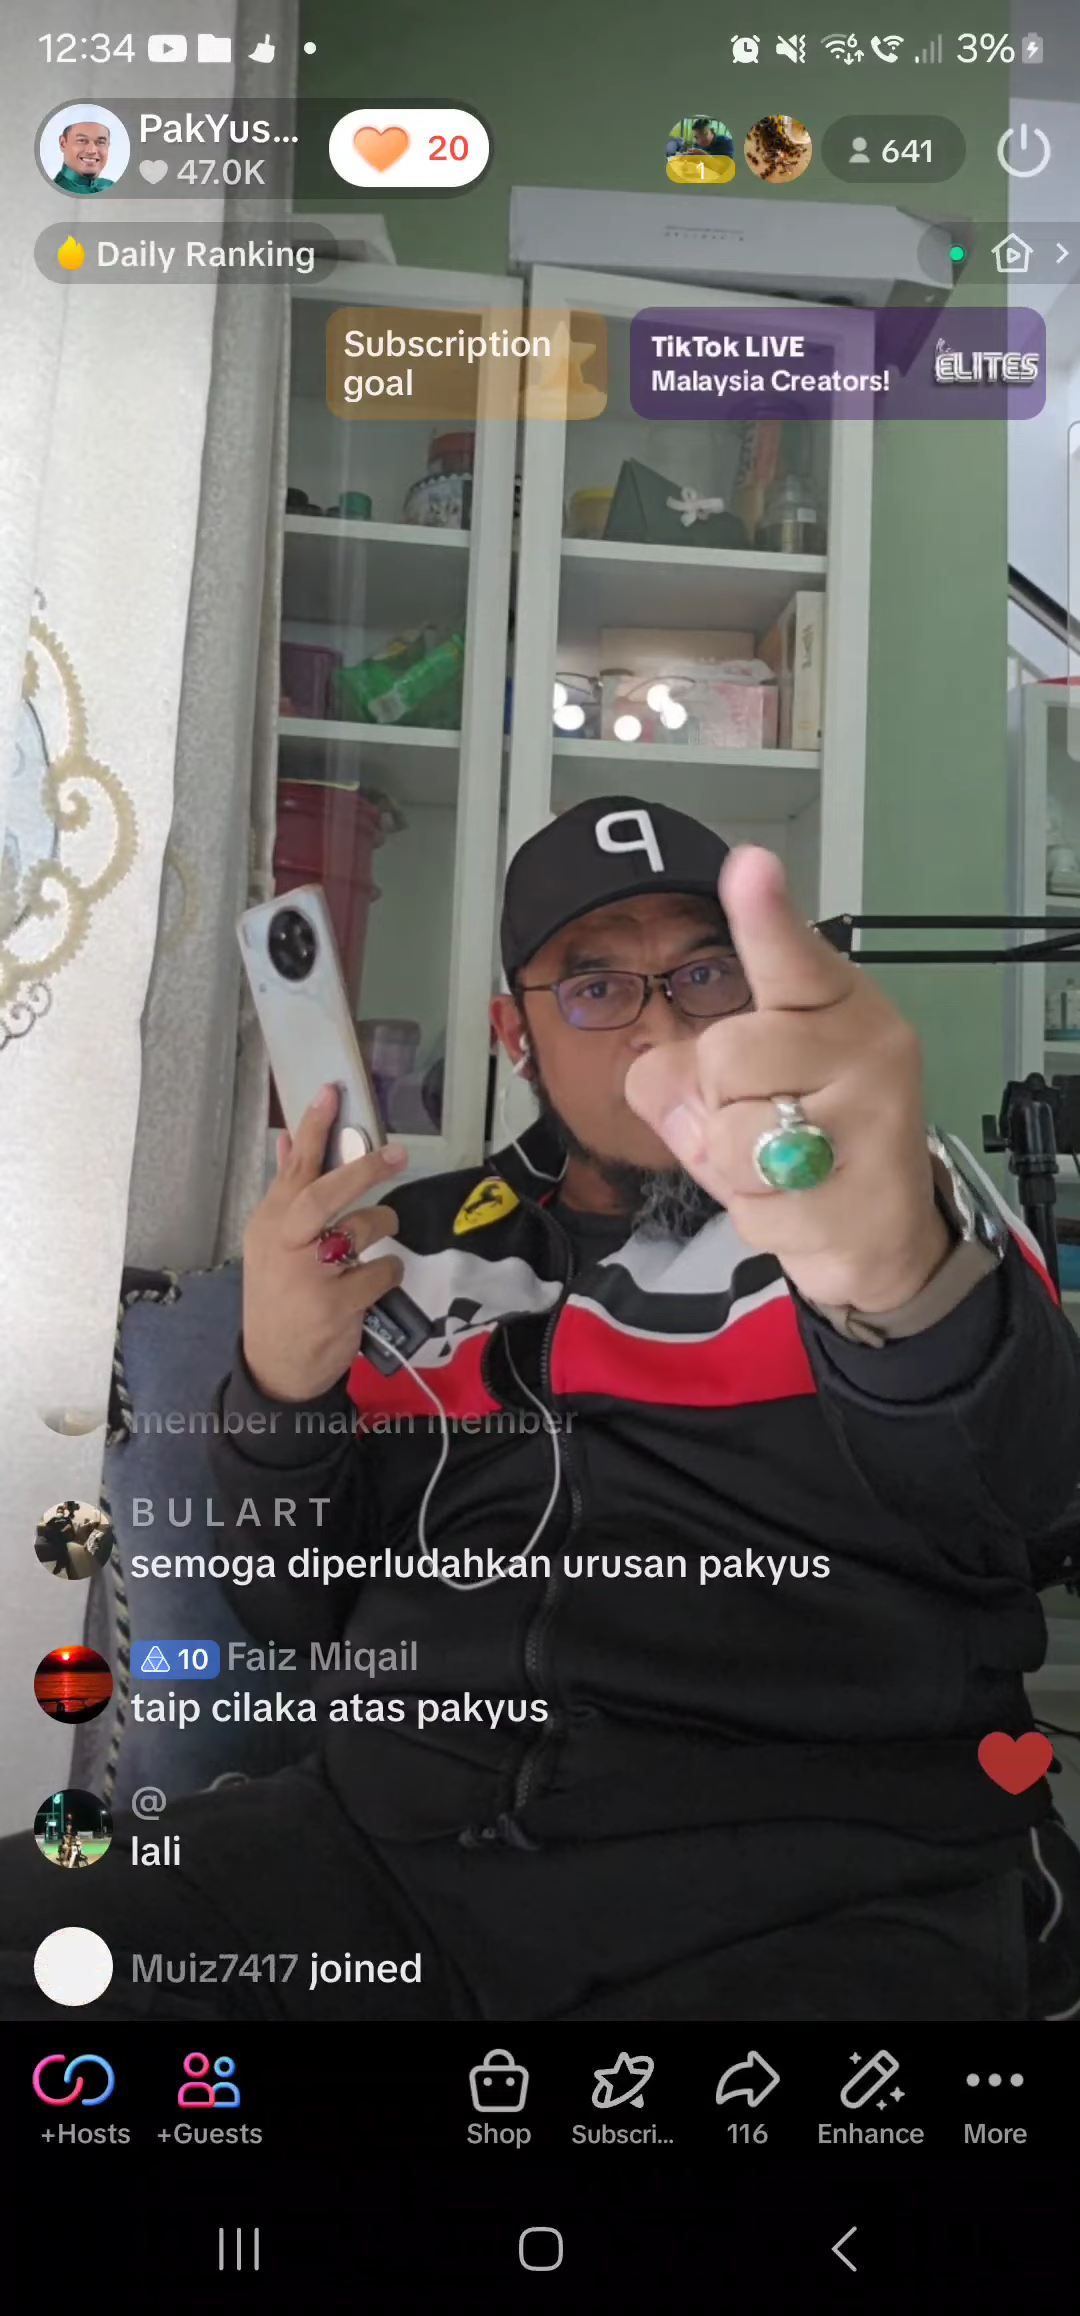 12:34
3%
PakYus...
47.0K
20
1
641
Daily Ranking
Subscription
goal
TikTok LIVE
Malaysia Creators!
ELITES
member makan member
B U L A R T
semoga diperludahkan urusan pakyus
10 Faiz Miqail
taip cilaka atas pakyus
@
lali
Muiz7417 joined
+Hosts
+Guests
Shop
Subscri...
116
Enhance
More